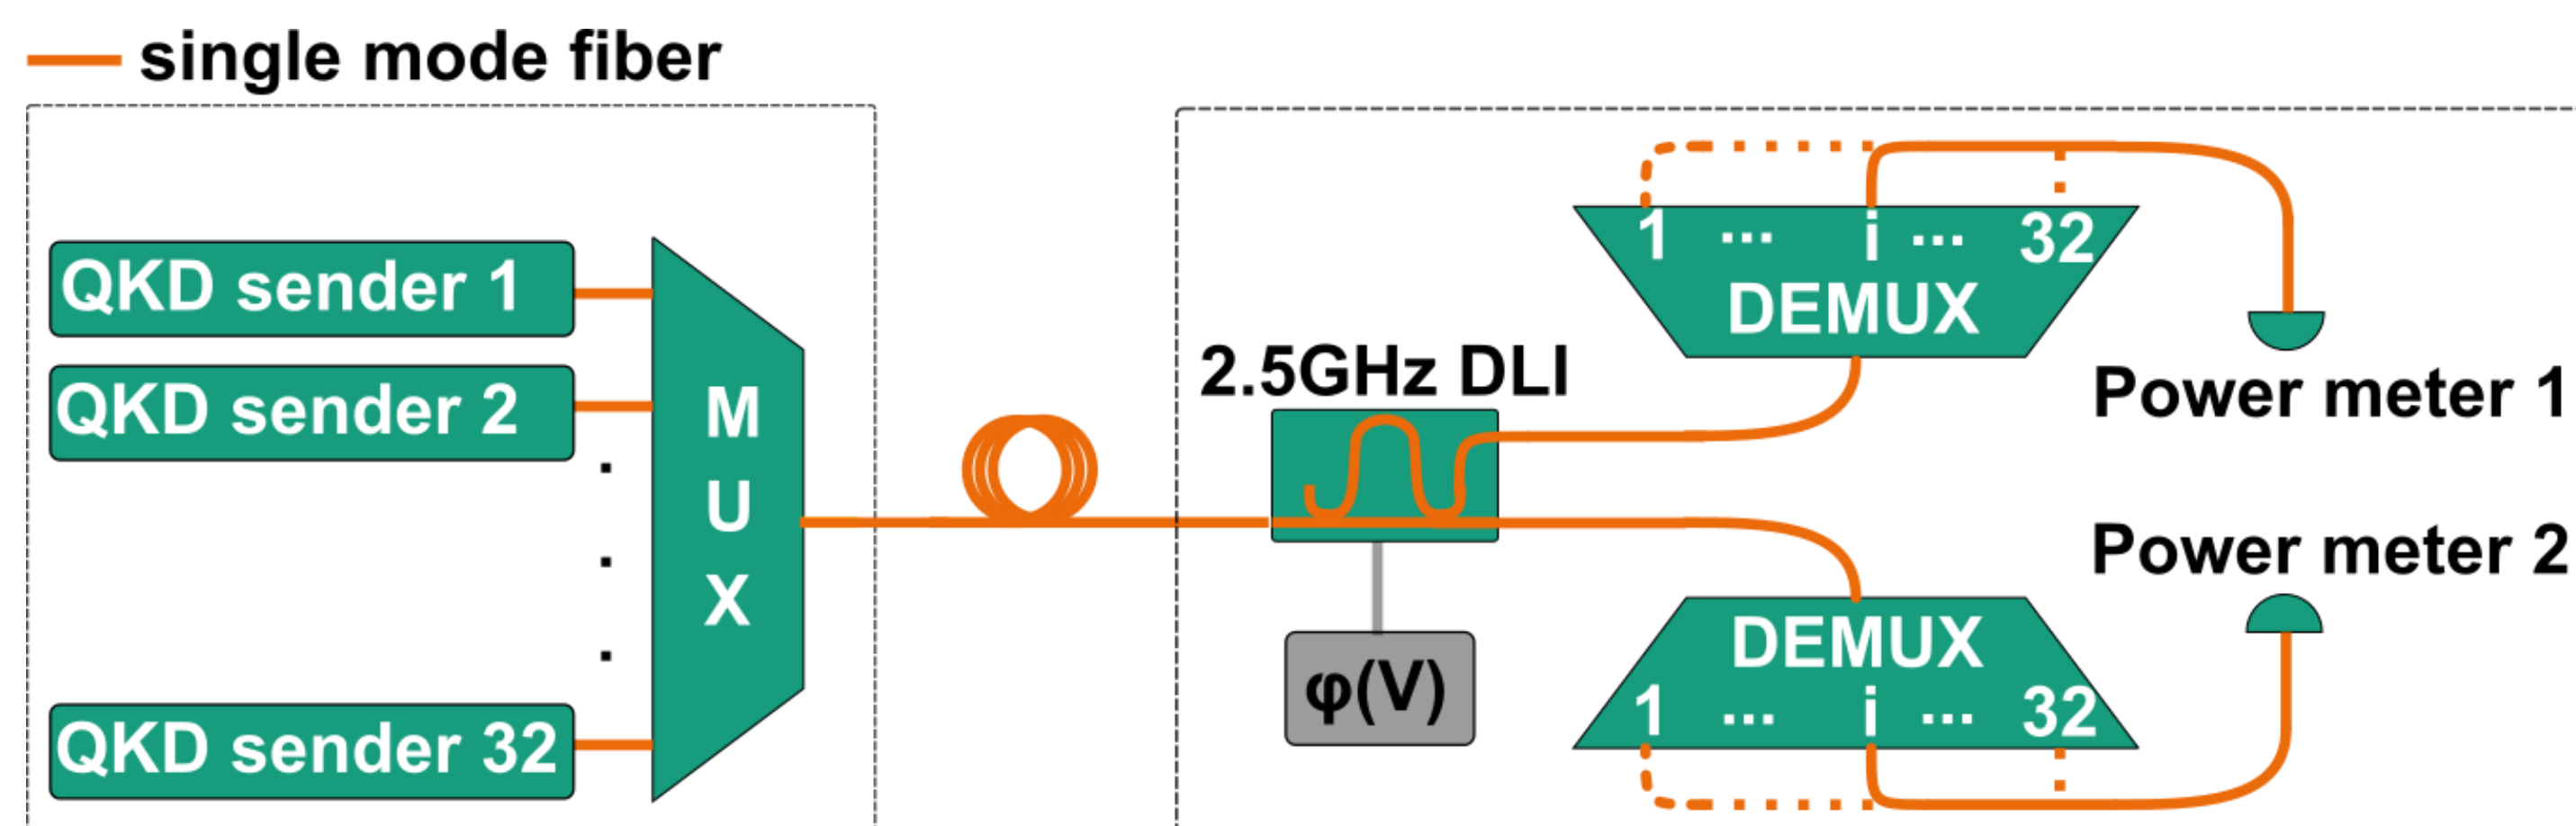 single mode fiber
QKD sender 1
QKD sender 2
.
.
.
QKD sender 32
M
U
X
2.5GHz DLI
φ(V)
1 ... i ... 32
DEMUX
Power meter 1
Power meter 2
DEMUX
1 ... i ... 32